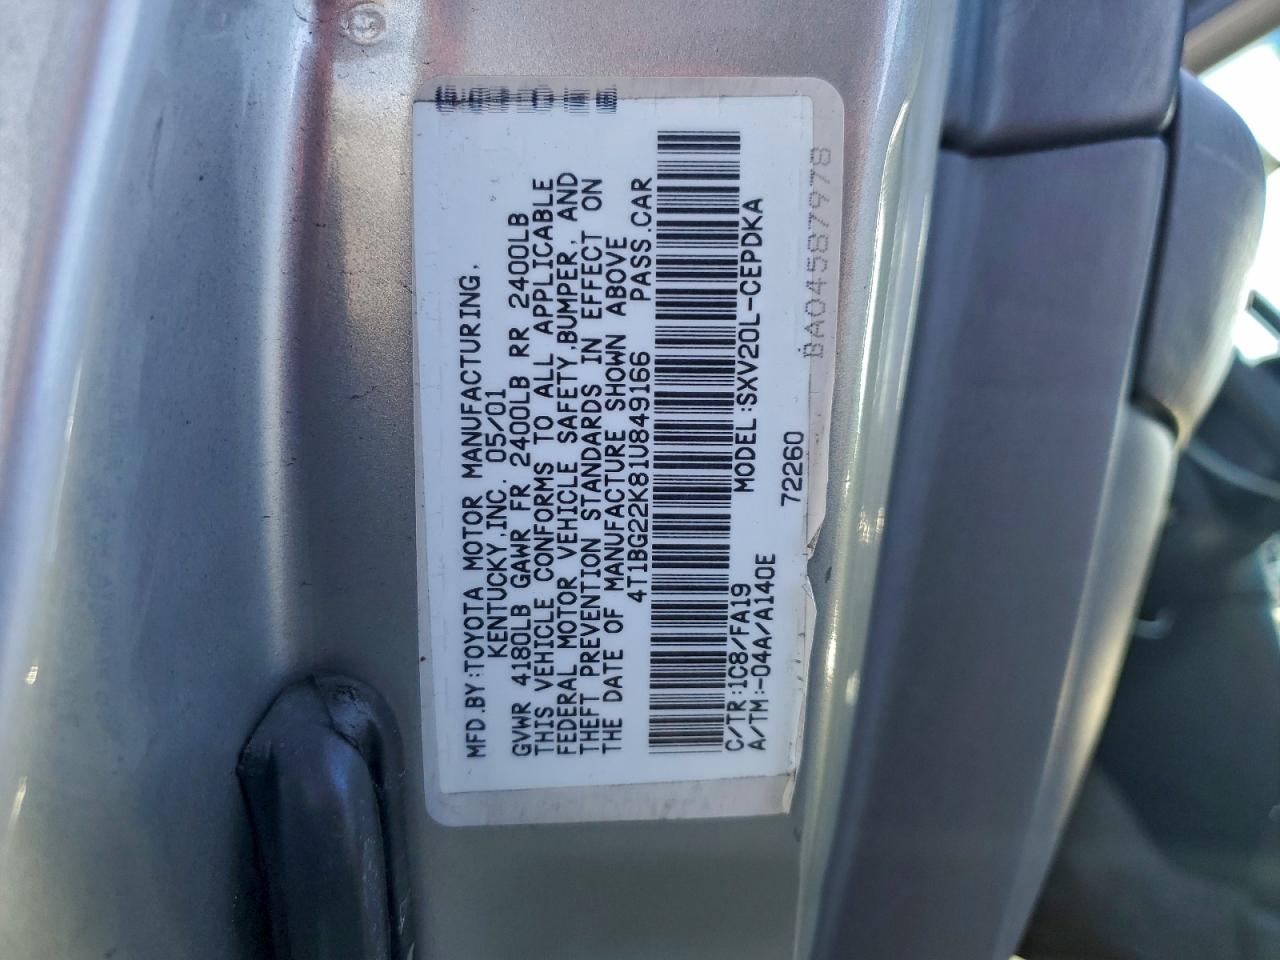 MFD.BY:TOYOTA MOTOR MANUFACTURING,
KENTUCKY,INC. 05/01
GVWR 4180LB GAWR FR 2400LB RR 2400LB
THIS VEHICLE CONFORMS TO ALL APPLICABLE
FEDERAL MOTOR VEHICLE SAFETY,BUMPER, AND
THEFT PREVENTION STANDARDS IN EFFECT ON
THE DATE OF MANUFACTURE SHOWN ABOVE
4T1BG22K81U849166 PASS.CAR
C/TR:1C8/FA19 MODEL:SXV20L-CEPDKA
A/TM:-04A/A140E
72260
BA04587978